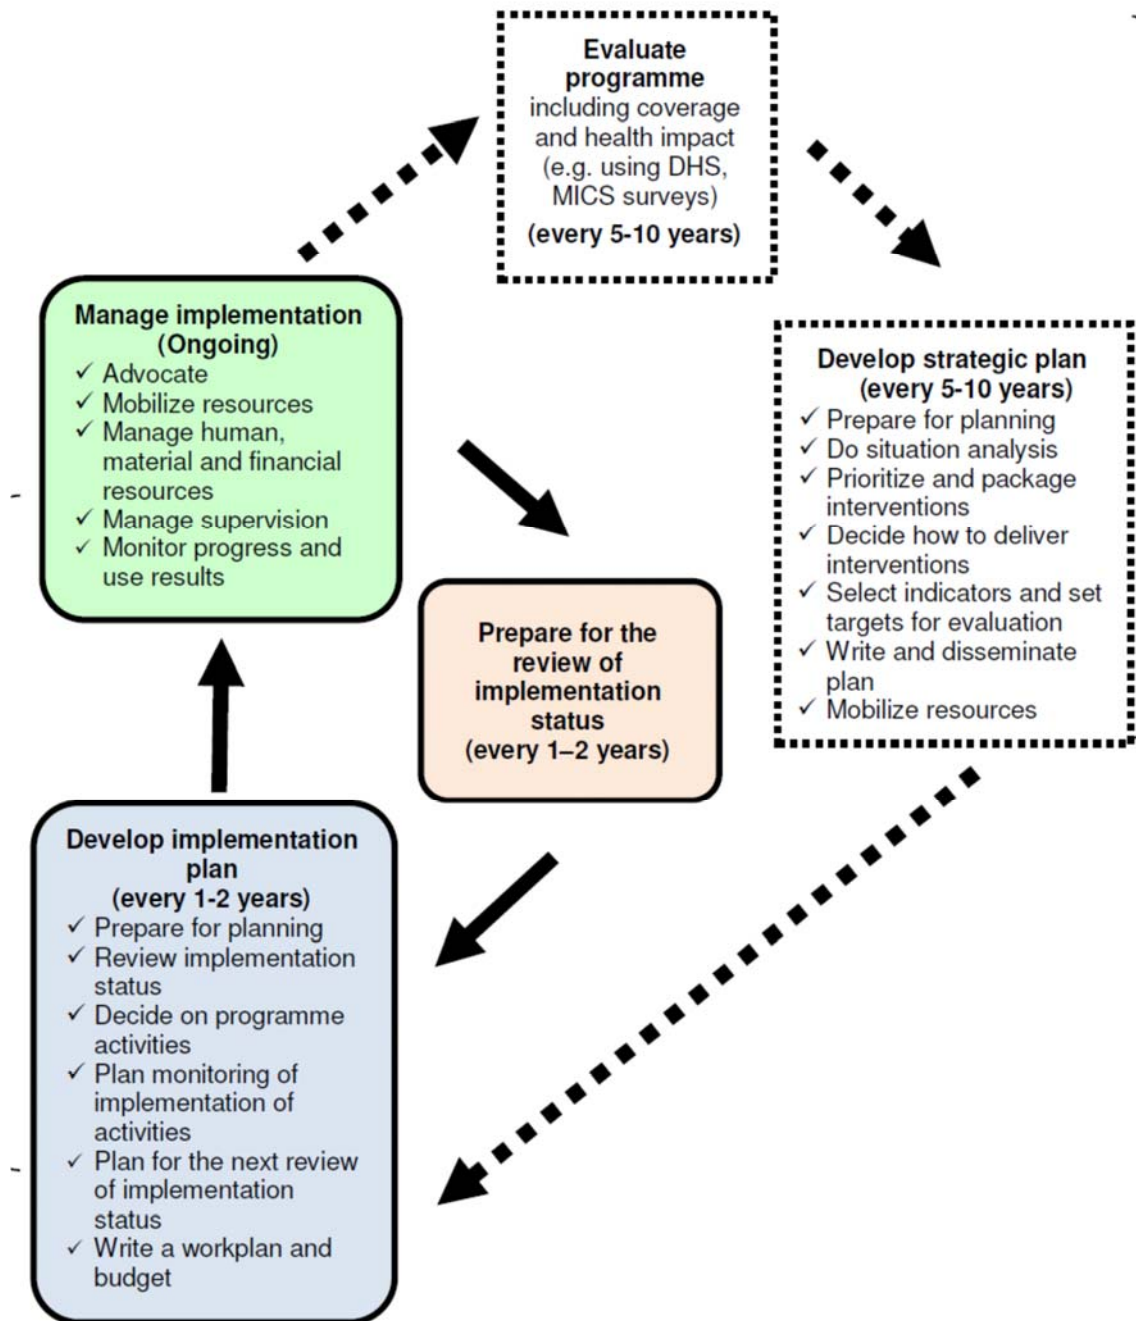 Evaluate
programme
including coverage
and health impact
(e.g. using DHS,
MICS surveys)
(every 5-10 years)
Manage implementation
(Ongoing)
✓ Advocate
✓ Mobilize resources
✓ Manage human,
material and financial
resources
✓ Manage supervision
✓ Monitor progress and
use results
Develop strategic plan
(every 5-10 years)
✓ Prepare for planning
✓ Do situation analysis
✓ Prioritize and package
interventions
✓ Decide how to deliver
interventions
✓ Select indicators and set
targets for evaluation
✓ Write and disseminate
plan
✓ Mobilize resources
Prepare for the
review of
implementation
status
(every 1–2 years)
Develop implementation
plan
(every 1-2 years)
✓ Prepare for planning
✓ Review implementation
status
✓ Decide on programme
activities
✓ Plan monitoring of
implementation of
activities
✓ Plan for the next review
of implementation
status
✓ Write a workplan and
budget